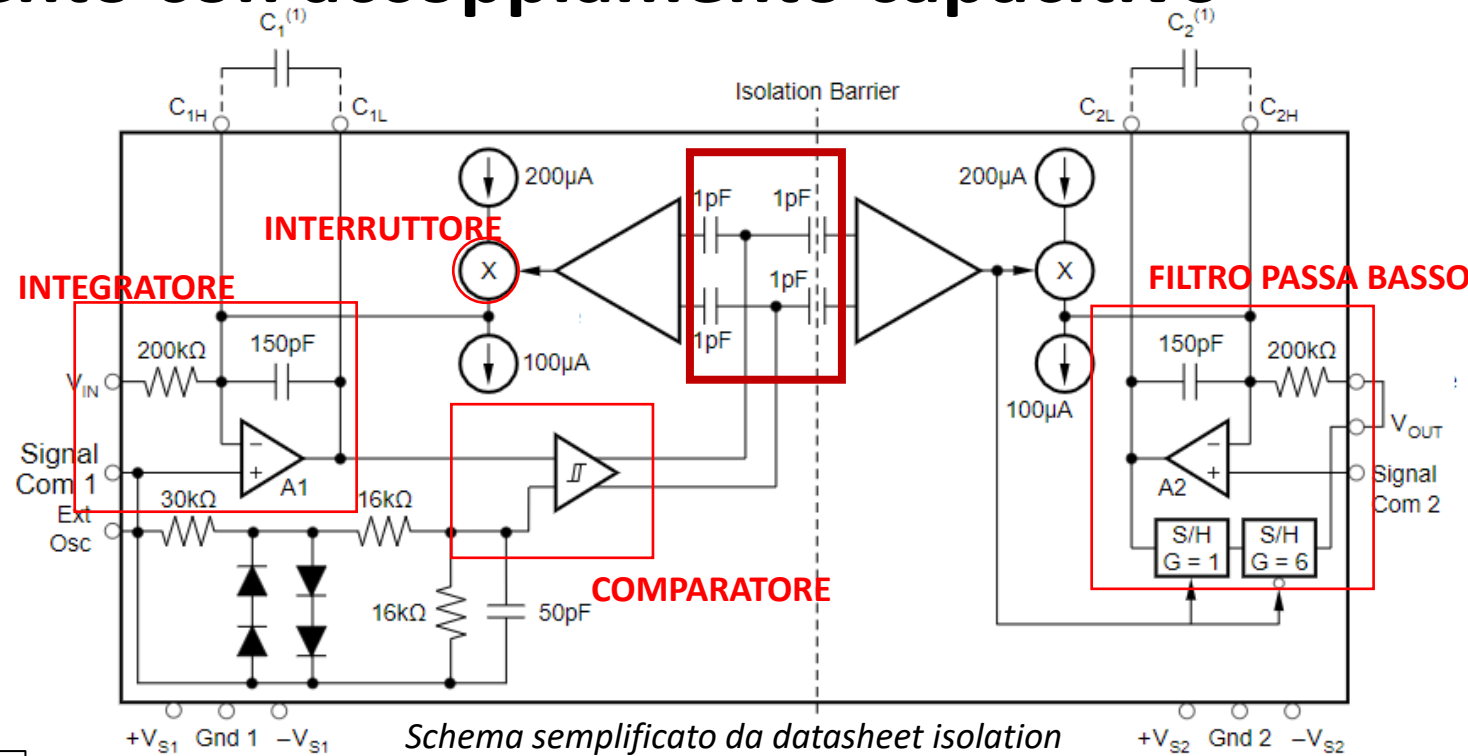 con accoppiamento capacitivo
C1(1)
C2(1)
Isolation Barrier
C1H
C1L
C2L
C2H
200µA
1pF
1pF
200µA
INTERRUTTORE
X
X
INTEGRATORE
1pF
FILTRO PASSA BASSO
150pF
200kΩ
1pF
100µA
150pF
200kΩ
VIN
100µA
VOUT
Signal
Com 1
−
+
A1
−
+
A2
Signal
Com 2
30kΩ
16kΩ
Ext
Osc
S/H
G = 1
S/H
G = 6
COMPARATORE
16kΩ
50pF
+VS1 Gnd 1 −VS1
Schema semplificato da datasheet isolation
+VS2 Gnd 2 −VS2